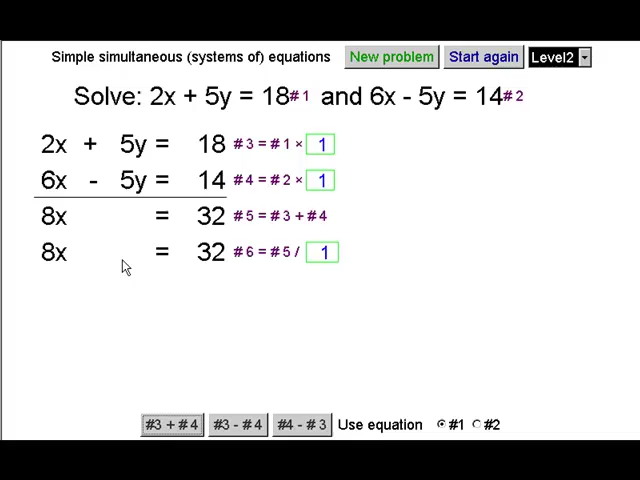 Simple simultaneous (systems of) equations New problem Start again Level2
Solve: 2x + 5y = 18 #1 and 6x - 5y = 14 #2
2x + 5y = 18 #3 = #1 × 1
6x - 5y = 14 #4 = #2 × 1
8x = 32 #5 = #3 + #4
8x = 32 #6 = #5 / 1
#3 + #4 #3 - #4 #4 - #3 Use equation #1 #2